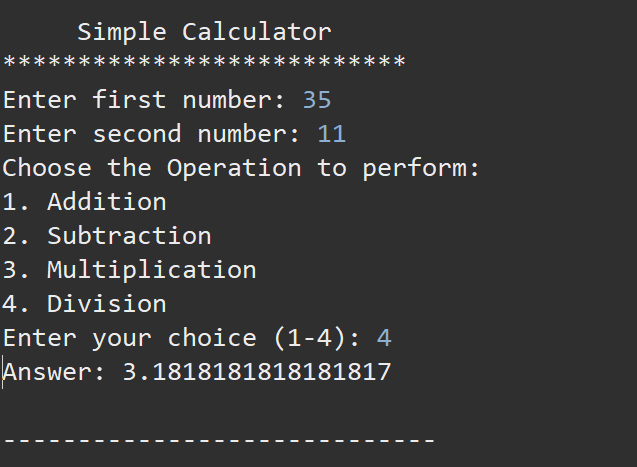 Simple Calculator
***************************
Enter first number: 35
Enter second number: 11
Choose the Operation to perform:
1. Addition
2. Subtraction
3. Multiplication
4. Division
Enter your choice (1-4): 4
Answer: 3.1818181818181817
-----------------------------